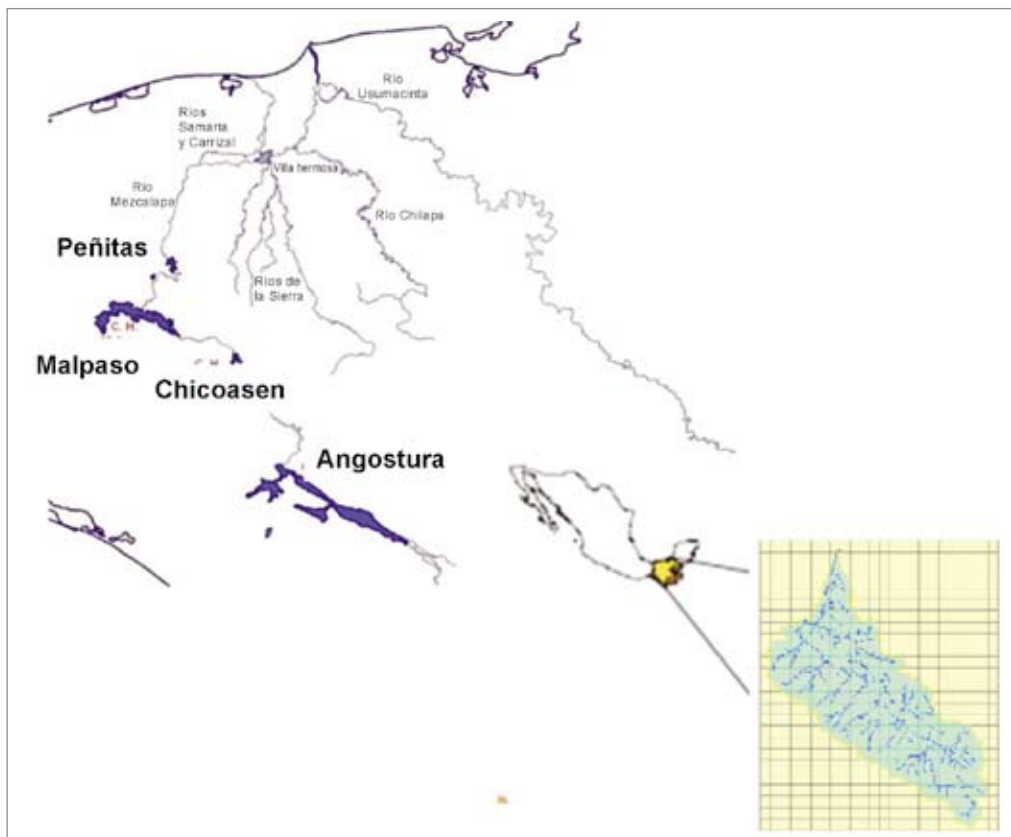 Río
Usumacinta
Ríos
Samaria
y Carrizal
Villa hermosa
Río
Mezcalapa
Río Chilapa
Peñitas
Ríos de
la Sierra
C. H.
Malpaso
Chicoasen
Angostura